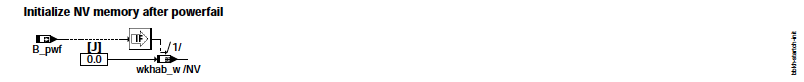 Initialize NV memory after powerfail
B_pwf
IF
[J]
0.0
/1/
wkhab_w /NV